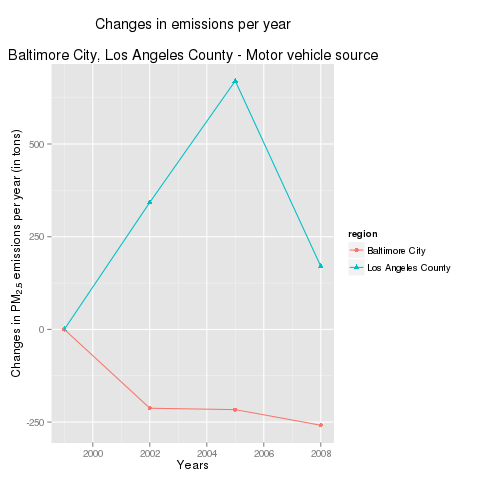 Changes in emissions per year
Baltimore City, Los Angeles County - Motor vehicle source
Changes in PM2.5 emissions per year (in tons)
500
250
0
-250
2000
2002
2004
2006
2008
Years
region
Baltimore City
Los Angeles County